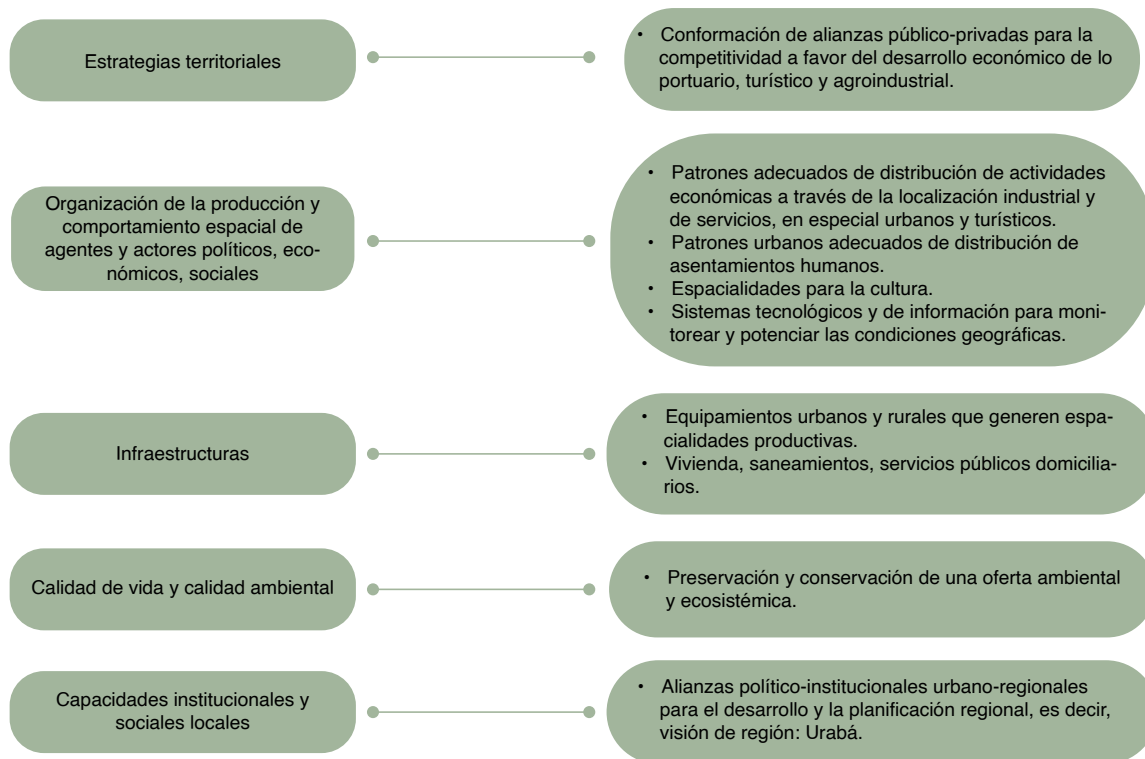 Estrategias territoriales
• Conformación de alianzas público-privadas para la
competitividad a favor del desarrollo económico de lo
portuario, turístico y agroindustrial.
Organización de la producción y
comportamiento espacial de
agentes y actores políticos, eco-
nómicos, sociales
• Patrones adecuados de distribución de actividades
económicas a través de la localización industrial y
de servicios, en especial urbanos y turísticos.
• Patrones urbanos adecuados de distribución de
asentamientos humanos.
• Espacialidades para la cultura.
• Sistemas tecnológicos y de información para moni-
torear y potenciar las condiciones geográficas.
Infraestructuras
• Equipamientos urbanos y rurales que generen espa-
cialidades productivas.
• Vivienda, saneamientos, servicios públicos domicilia-
rios.
Calidad de vida y calidad ambiental
• Preservación y conservación de una oferta ambiental
y ecosistémica.
Capacidades institucionales y
sociales locales
• Alianzas político-institucionales urbano-regionales
para el desarrollo y la planificación regional, es decir,
visión de región: Urabá.